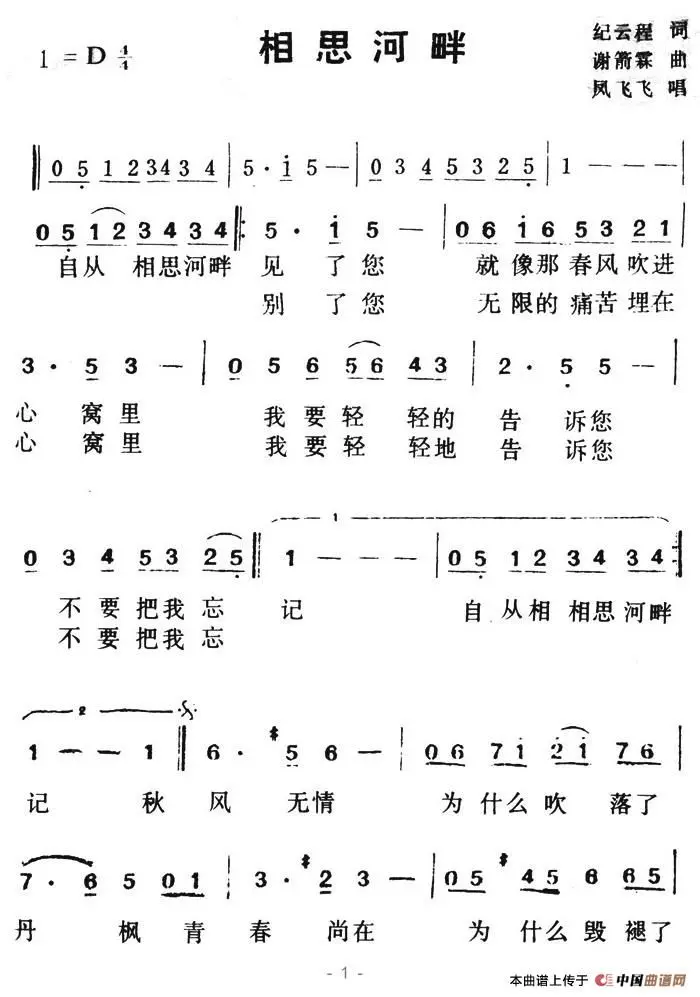 相思河畔
1=D 4/4
纪云程 词
谢箭霖 曲
凤飞飞 唱
0 5 1 2 3 4 3 4 | 5 · i 5 — | 0 3 4 5 3 2 5 | 1 — — —
0 5 1 2 3 4 3 4 :| 5 · i 5 — | 0 6 i 6 5 3 2 1
自从 相思河畔 见 了您 就像那春风吹进
别 了您 无限的痛苦埋在
3 · 5 3 — | 0 5 6 5 6 4 3 | 2 · 5 5 —
心 窝里 我要轻 轻的 告 诉您
心 窝里 我要轻 轻地 告 诉您
1
0 3 4 5 3 2 5 | 1 — — — | 0 5 1 2 3 4 3 4 :|
不要把我忘 记 自从相 相思河畔
不要把我忘
2
1 — — 1 || 6 · #5 6 — | 0 6 7 i 2 i 7 6
记 秋 风 无情 为什么吹 落了
7 · 6 5 0 1 | 3 · #2 3 — | 0 5 #4 5 6 6 5
丹 枫青 春 尚在 为 什么毁 褪了
- 1 -
本曲谱上传于 中国曲谱网